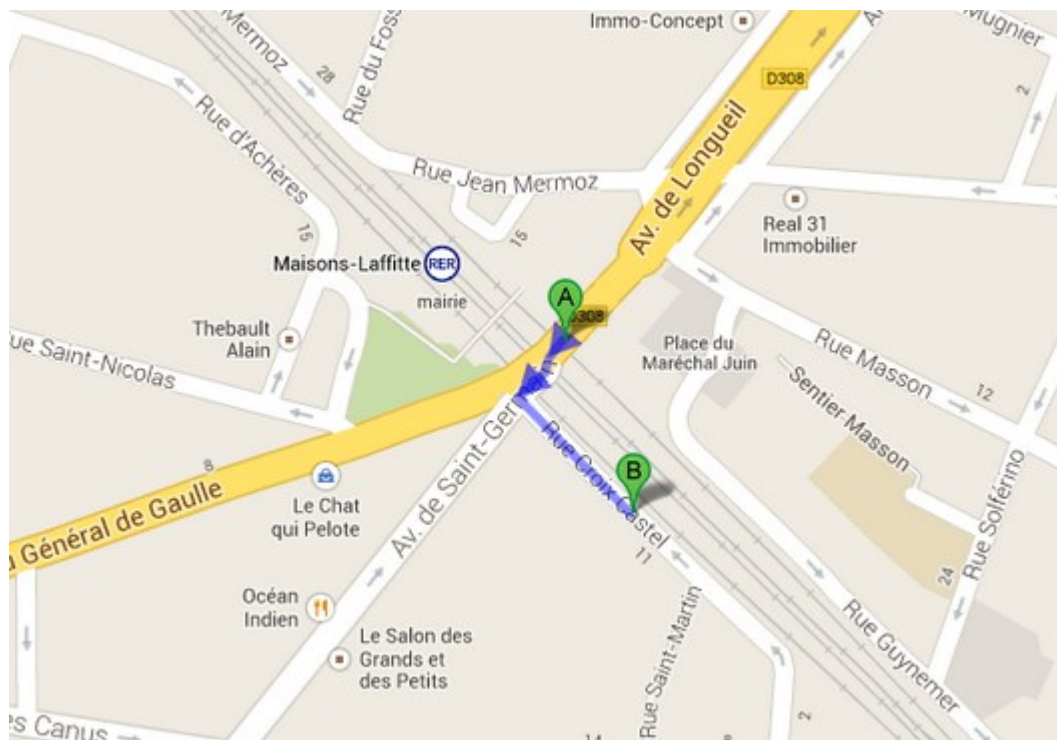 Immo-Concept
Mugnier
Mermoz
28
Rue du Foss
D308
2
Rue d'Achères
Av. de Longueil
Rue Jean Mermoz
15
15
Real 31
Immobilier
Maisons-Laffitte
RER
mairie
A
Thebault
Alain
ue Saint-Nicolas
Place du
Maréchal Juin
Rue Masson
12
Sentier Masson
Rue Croix Castel
B
8
Le Chat
qui Pelote
Av. de Saint-Germain
Général de Gaulle
11
24
Rue Solférino
Océan
Indien
Le Salon des
Grands et
des Petits
Rue Saint-Martin
Rue Guynemer
es Canus
14
2